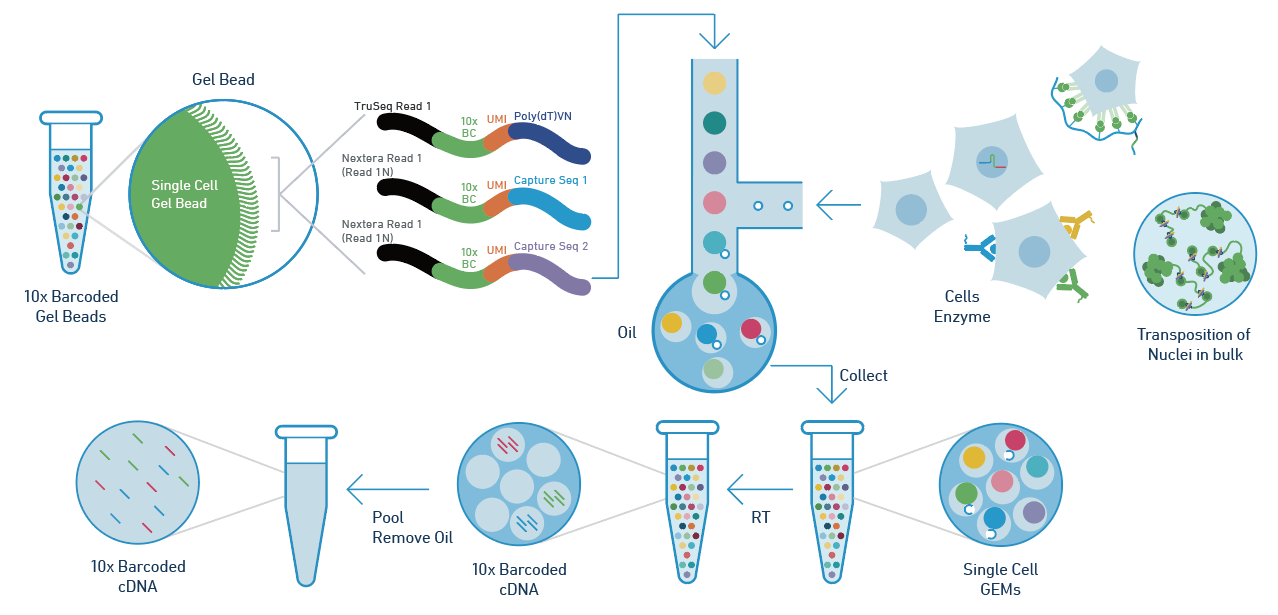 Gel Bead
Single Cell
Gel Bead
10x Barcoded
Gel Beads
TruSeq Read 1
10x
BC
UMI
Poly(dT)VN
Nextera Read 1
(Read 1N)
10x
BC
UMI
Capture Seq 1
Nextera Read 1
(Read 1N)
10x
BC
UMI
Capture Seq 2
Oil
Cells
Enzyme
Transposition of
Nuclei in bulk
Collect
Single Cell
GEMs
RT
10x Barcoded
cDNA
Pool
Remove Oil
10x Barcoded
cDNA